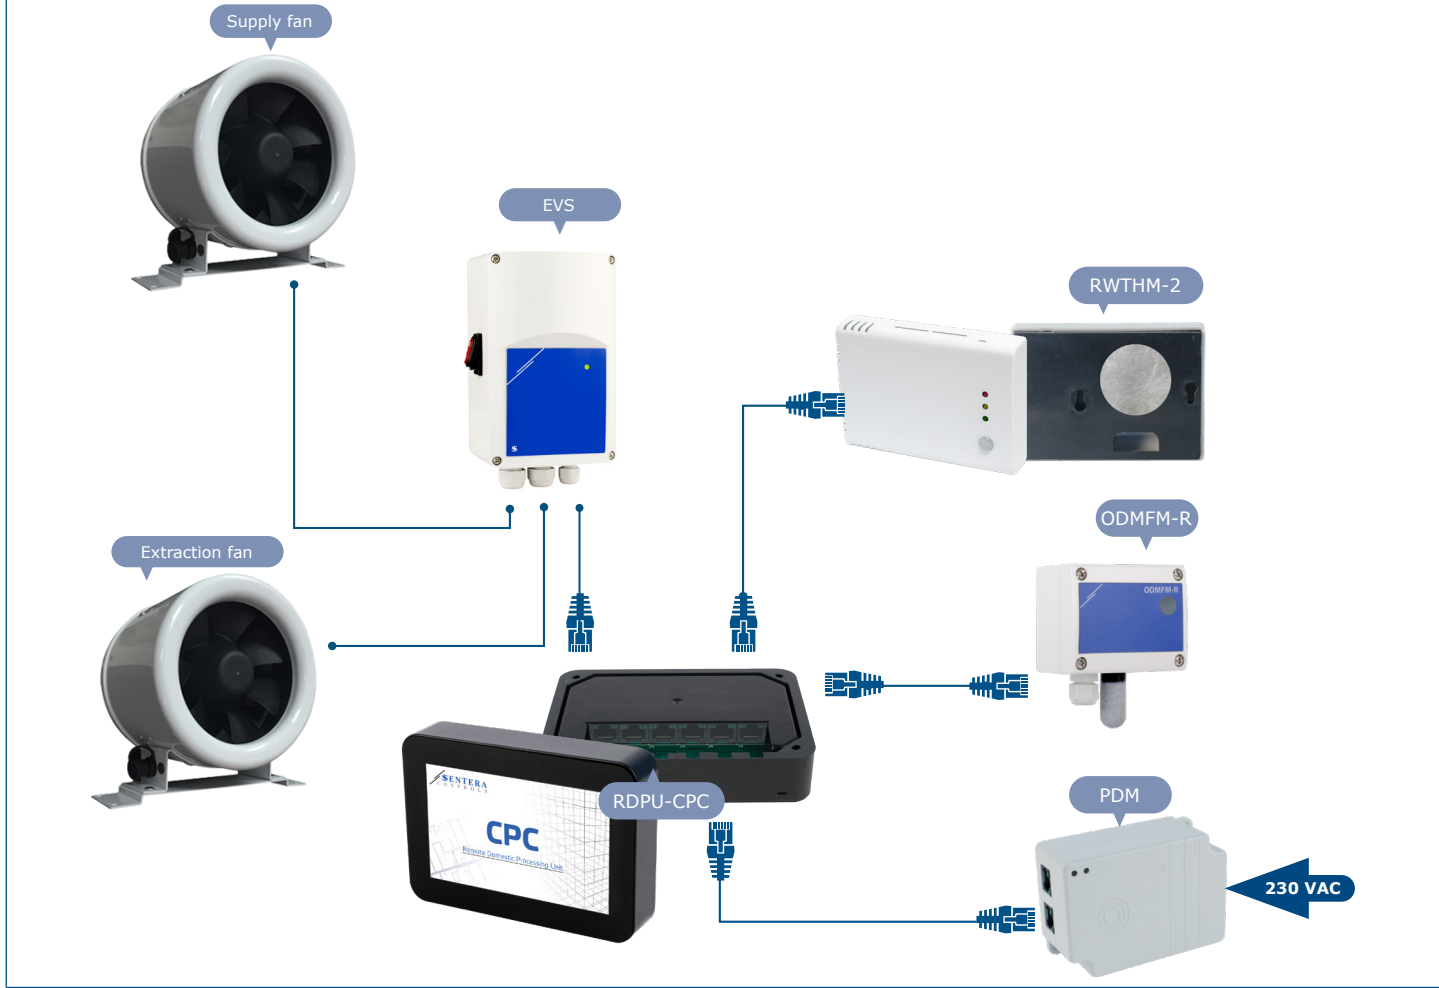 Supply fan
EVS
RWTHM-2
ODMFM-R
ODMFM-R
Extraction fan
PDM
230 VAC
RDPU-CPC
SENTERA
CONTROLS
CPC
Remote Domestic Processing Unit